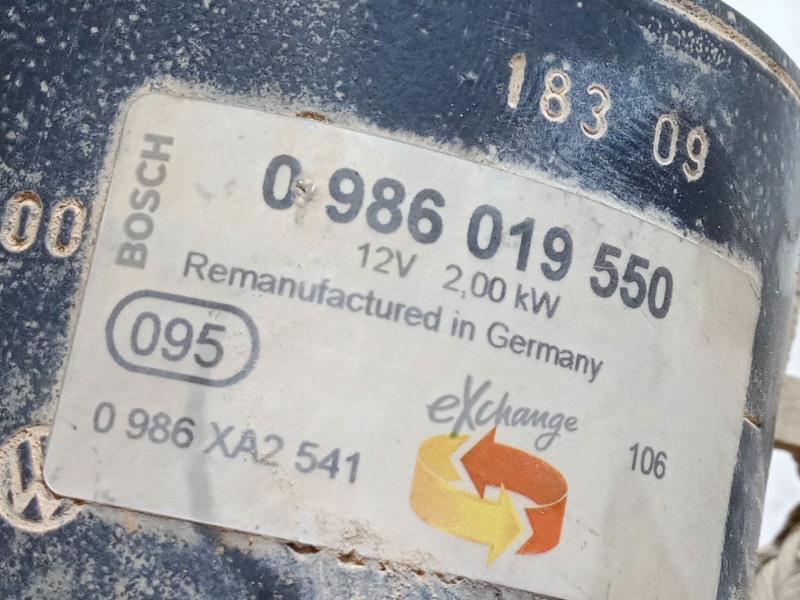 183 09
00
BOSCH
0 986 019 550
12V 2,00 kW
Remanufactured in Germany
095
0 986 XA2 541
eXchange
106